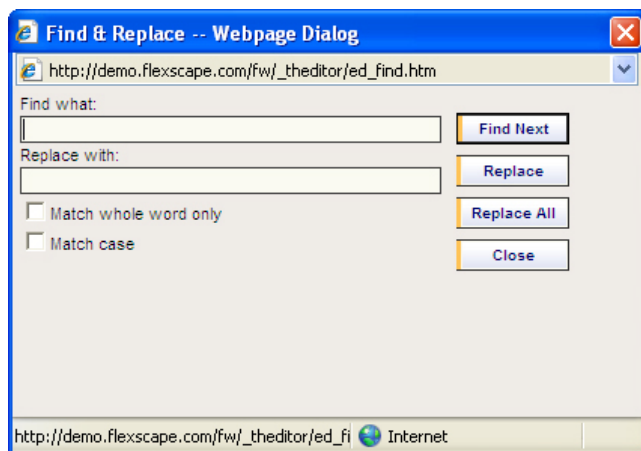 Find & Replace -- Webpage Dialog
http://demo.flexscape.com/fw/_theditor/ed_find.htm
Find what:
Find Next
Replace with:
Replace
Match whole word only
Replace All
Match case
Close
http://demo.flexscape.com/fw/_theditor/ed_fi Internet